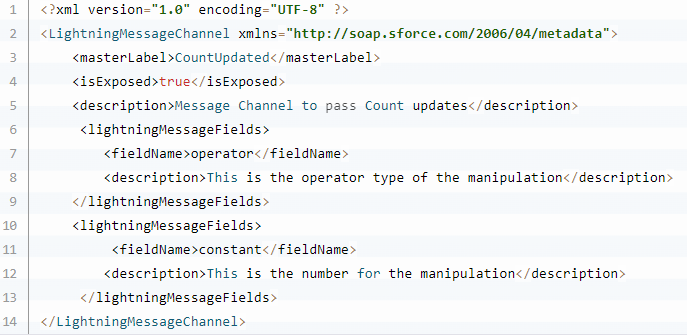 1 <?xml version="1.0" encoding="UTF-8" ?>
2 <LightningMessageChannel xmlns="http://soap.sforce.com/2006/04/metadata">
3 <masterLabel>CountUpdated</masterLabel>
4 <isExposed>true</isExposed>
5 <description>Message Channel to pass Count updates</description>
6 <lightningMessageFields>
7 <fieldName>operator</fieldName>
8 <description>This is the operator type of the manipulation</description>
9 </lightningMessageFields>
10 <lightningMessageFields>
11 <fieldName>constant</fieldName>
12 <description>This is the number for the manipulation</description>
13 </lightningMessageFields>
14 </LightningMessageChannel>